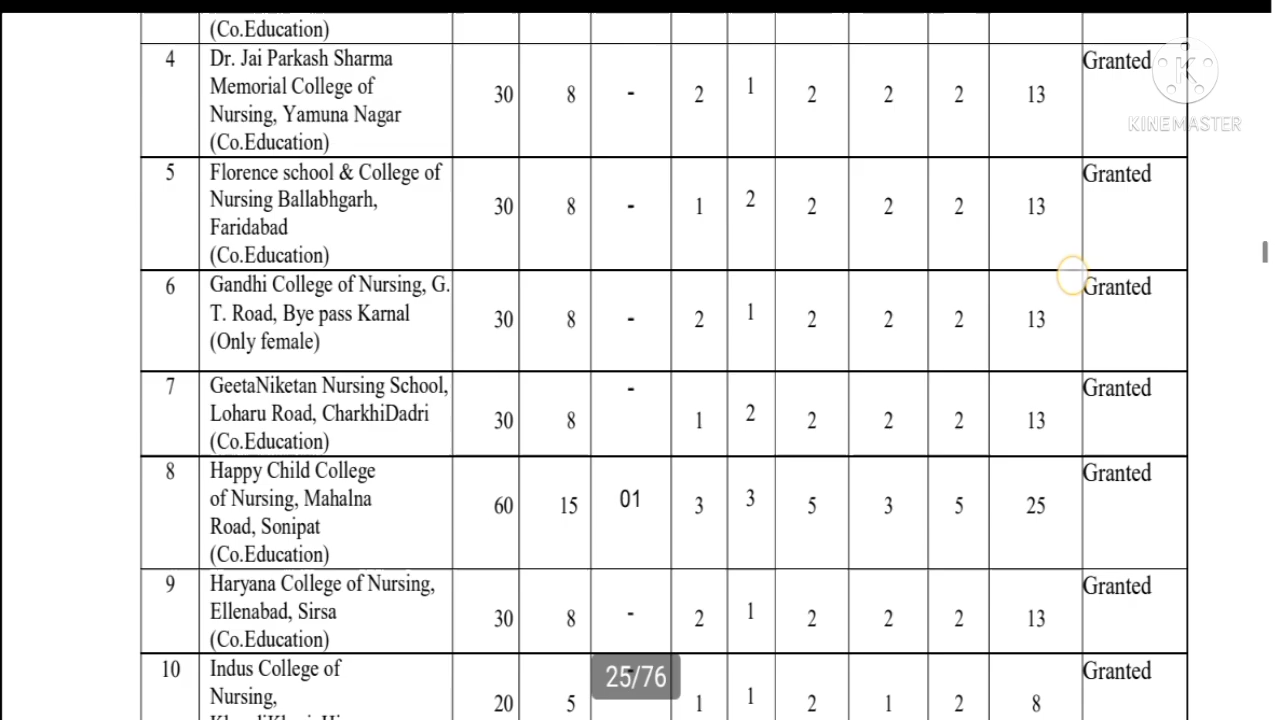 (Co.Education)
4 Dr. Jai Parkash Sharma Granted
Memorial College of
30 8 - 2 1 2 2 2 13
Nursing, Yamuna Nagar
(Co.Education)
KINEMASTER
5 Florence school & College of Granted
Nursing Ballabhgarh,
30 8 - 1 2 2 2 2 13
Faridabad
(Co.Education)
6 Gandhi College of Nursing, G. Granted
T. Road, Bye pass Karnal
30 8 - 2 1 2 2 2 13
(Only female)
7 GeetaNiketan Nursing School, - Granted
Loharu Road, CharkhiDadri
30 8 1 2 2 2 2 13
(Co.Education)
8 Happy Child College Granted
of Nursing, Mahalna
60 15 01 3 3 5 3 5 25
Road, Sonipat
(Co.Education)
9 Haryana College of Nursing, Granted
Ellenabad, Sirsa
30 8 - 2 1 2 2 2 13
(Co.Education)
10 Indus College of Granted
25/76
Nursing,
20 5 1 1 2 1 2 8